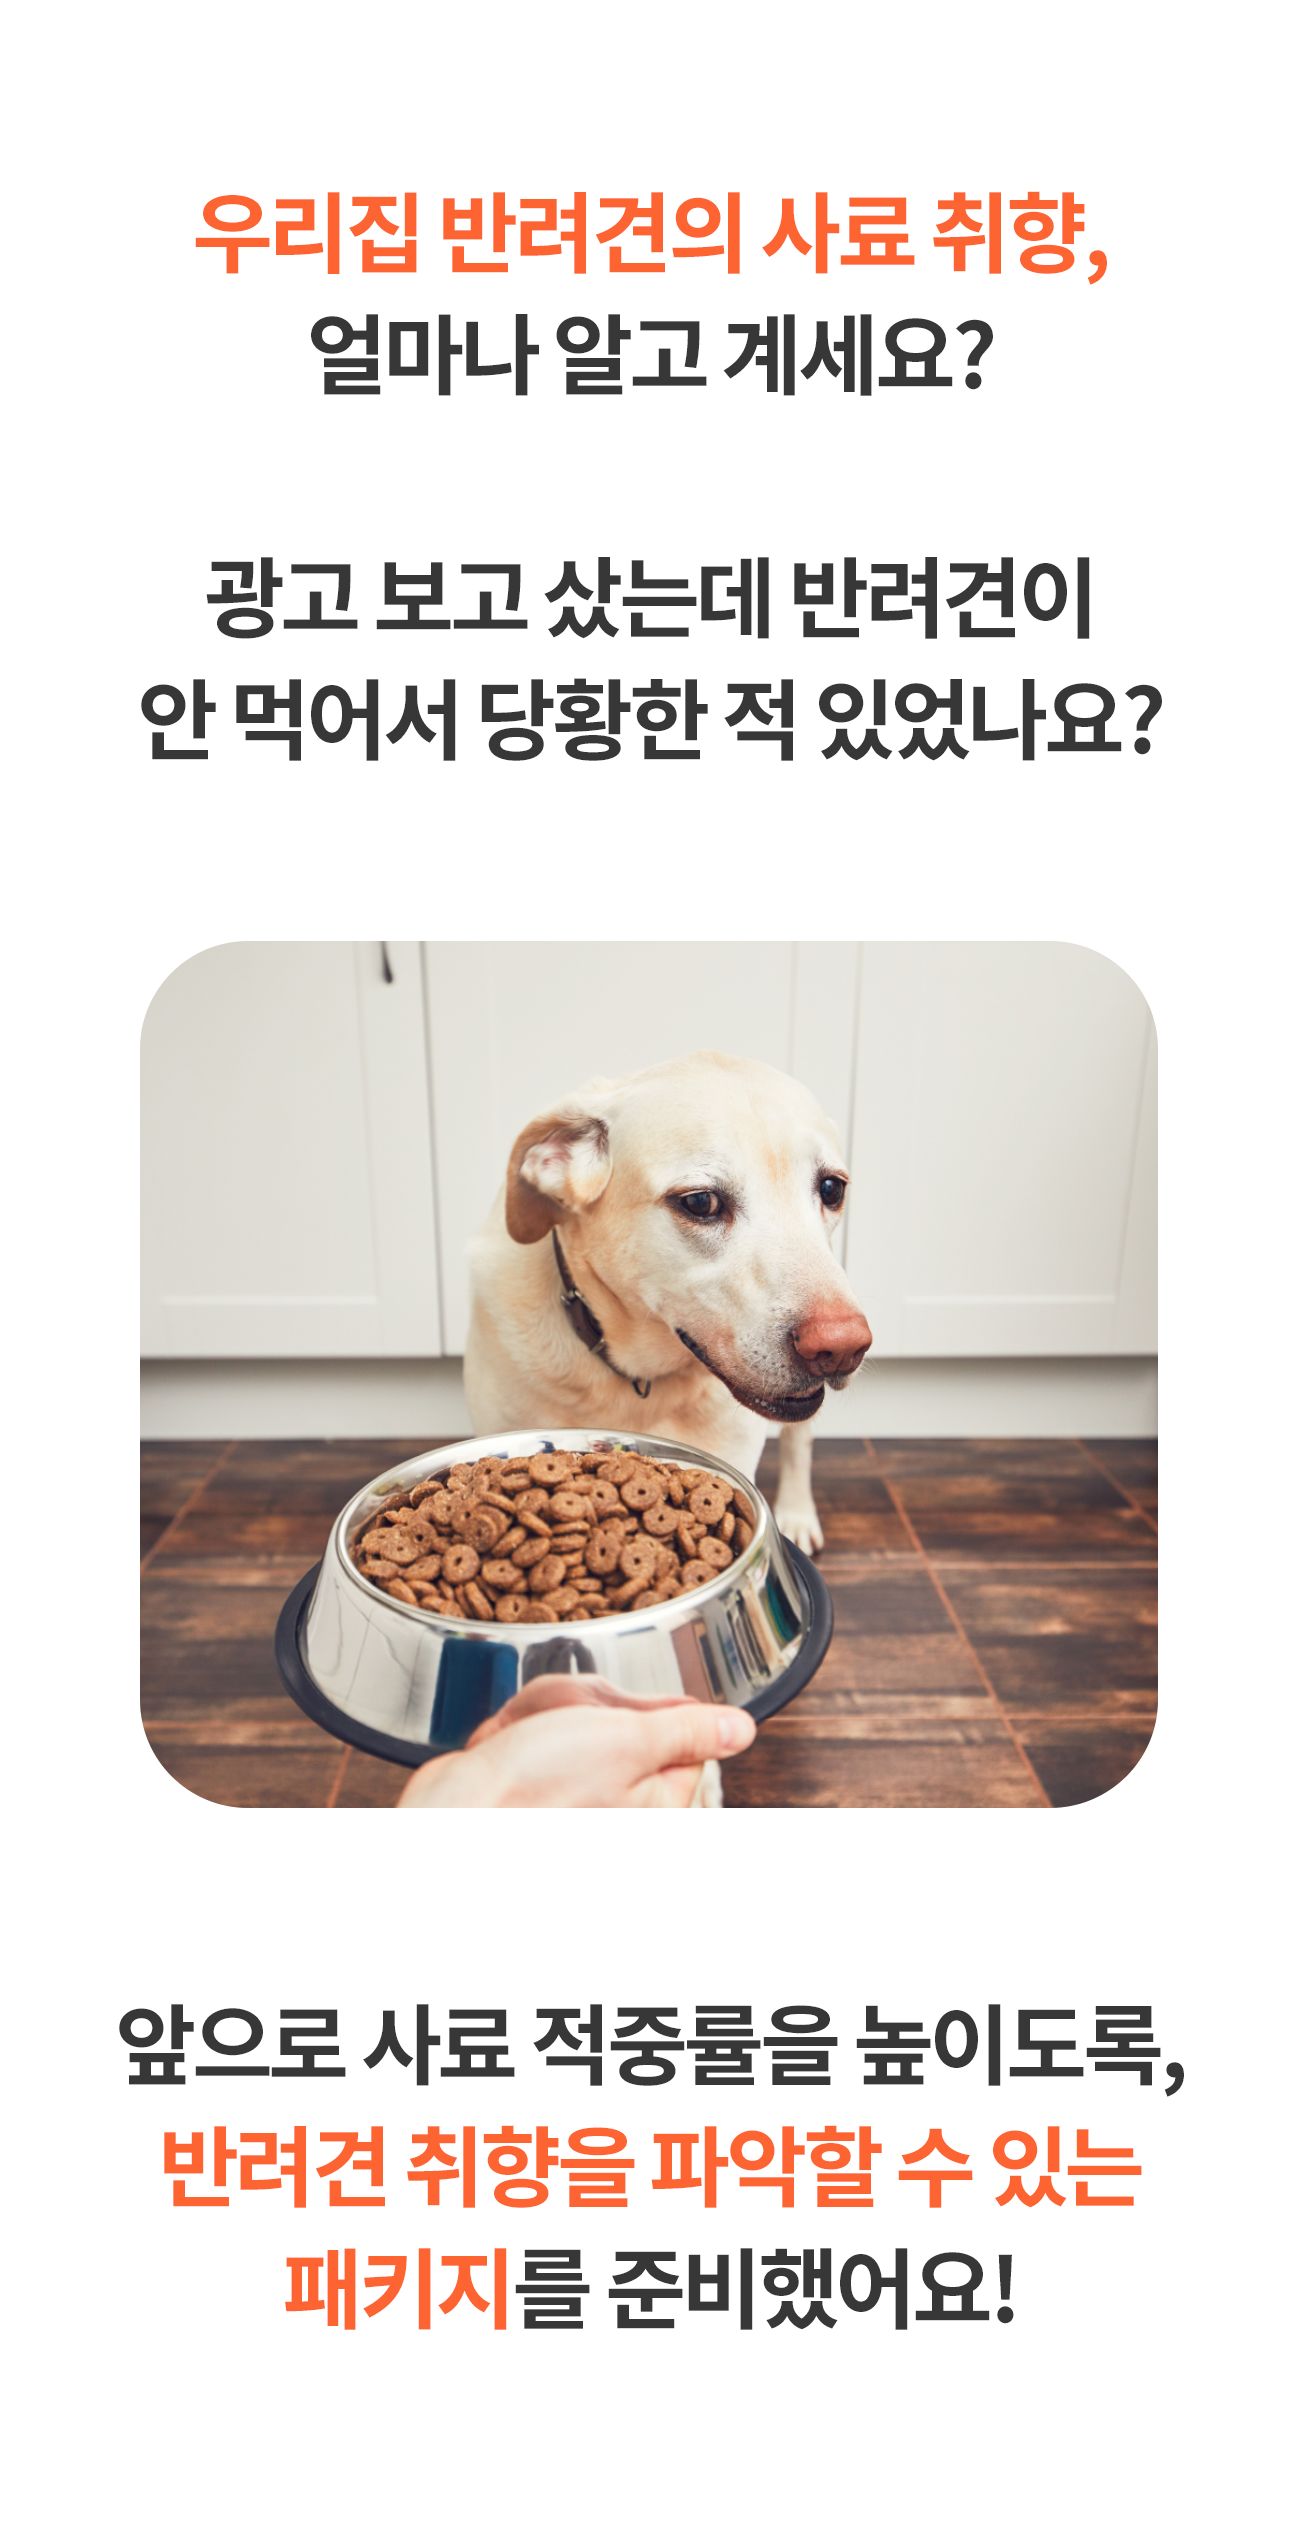 우리집 반려견의 사료 취향,
얼마나 알고 계세요?
광고 보고 샀는데 반려견이
안 먹어서 당황한 적 있었나요?
앞으로 사료 적중률을 높이도록,
반려견 취향을 파악할 수 있는
패키지를 준비했어요!